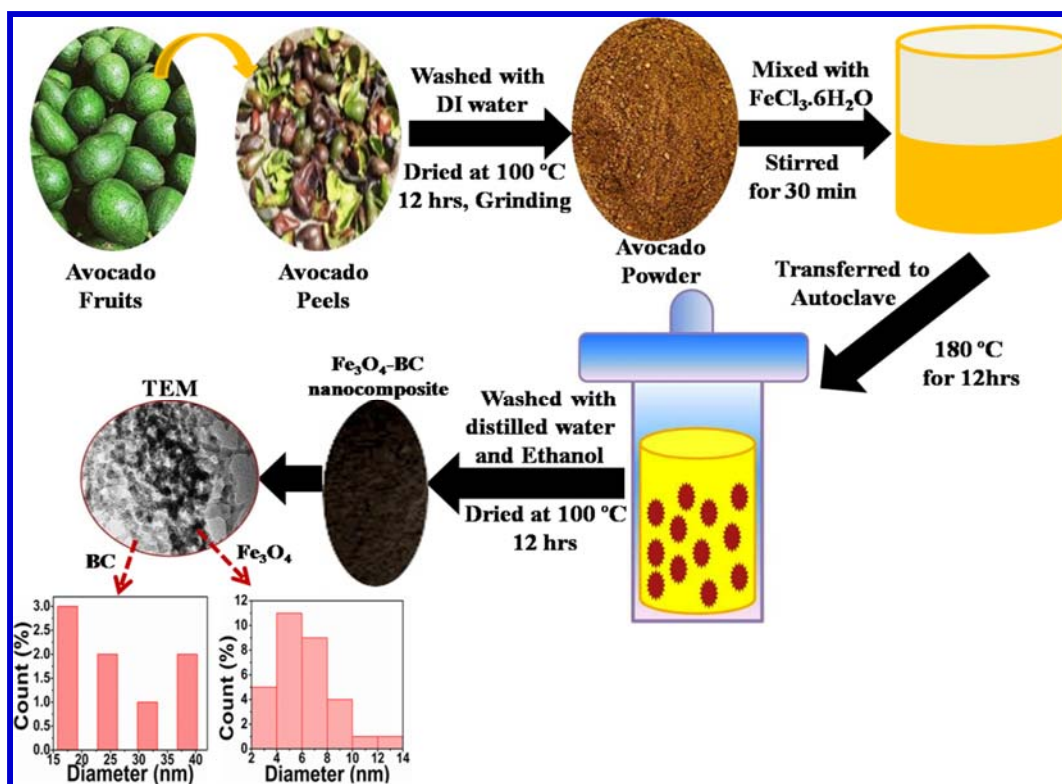 Avocado
Fruits
Avocado
Peels
Washed with
DI water
Dried at 100 ºC
12 hrs, Grinding
Avocado
Powder
Mixed with
FeCl₃.6H₂O
Stirred
for 30 min
Transferred to
Autoclave
180 ºC
for 12hrs
Washed with
distilled water
and Ethanol
Dried at 100 ºC
12 hrs
Fe₃O₄-BC
nanocomposite
TEM
BC
Fe₃O₄
Count (%)
3.0
2.5
2.0
1.5
1.0
0.5
0.0
15 20 25 30 35 40
Diameter (nm)
Count (%)
12
10
8
6
4
2
0
2 4 6 8 10 12 14
Diameter (nm)